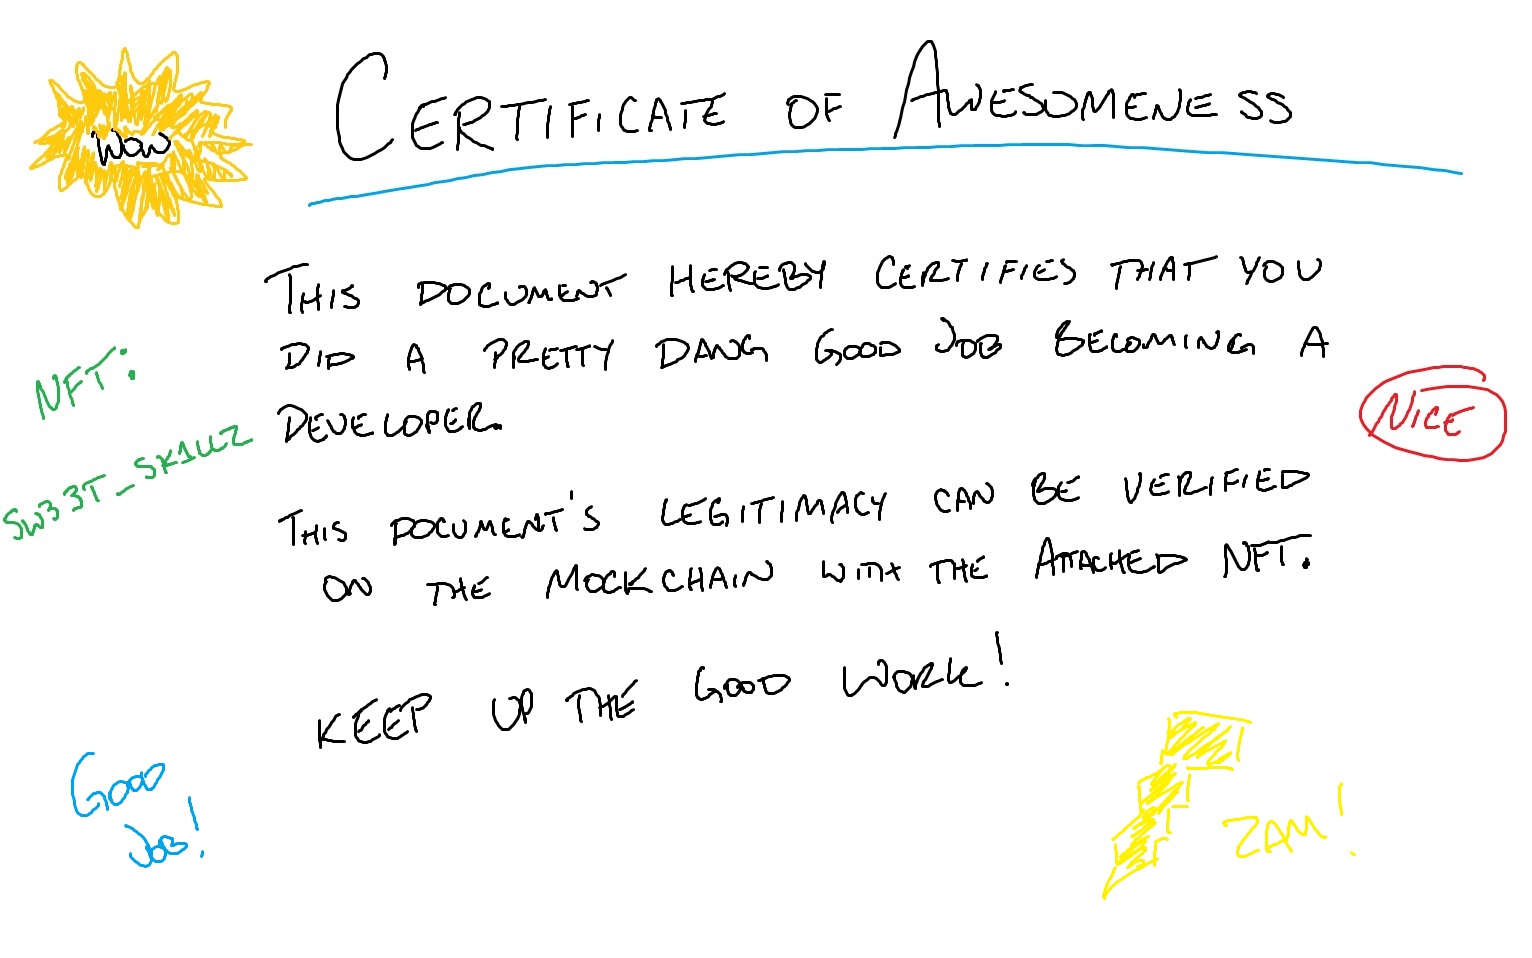 Wow
CERTIFICATE OF AWESOMENESS
THIS DOCUMENT HEREBY CERTIFIES THAT YOU
DID A PRETTY DANG GOOD JOB BECOMING A
DEVELOPER.
NFT:
SW33T_SK1LLZ
NICE
THIS DOCUMENT'S LEGITIMACY CAN BE VERIFIED
ON THE MOCKCHAIN WITH THE ATTACHED NFT.
KEEP UP THE GOOD WORK!
GOOD
JOB!
ZAM!